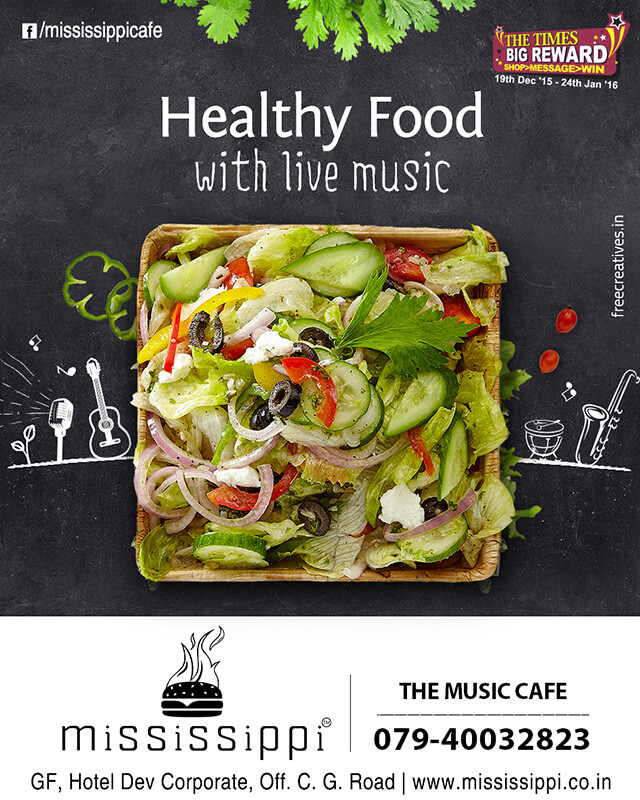 f/mississippicafe
THE TIMES
BIG REWARD
SHOP>MESSAGE>WIN
19th Dec '15 - 24th Jan '16
Healthy Food
with live music
freecreatives.in
mississippi™
THE MUSIC CAFE
079-40032823
GF, Hotel Dev Corporate, Off. C. G. Road | www.mississippi.co.in